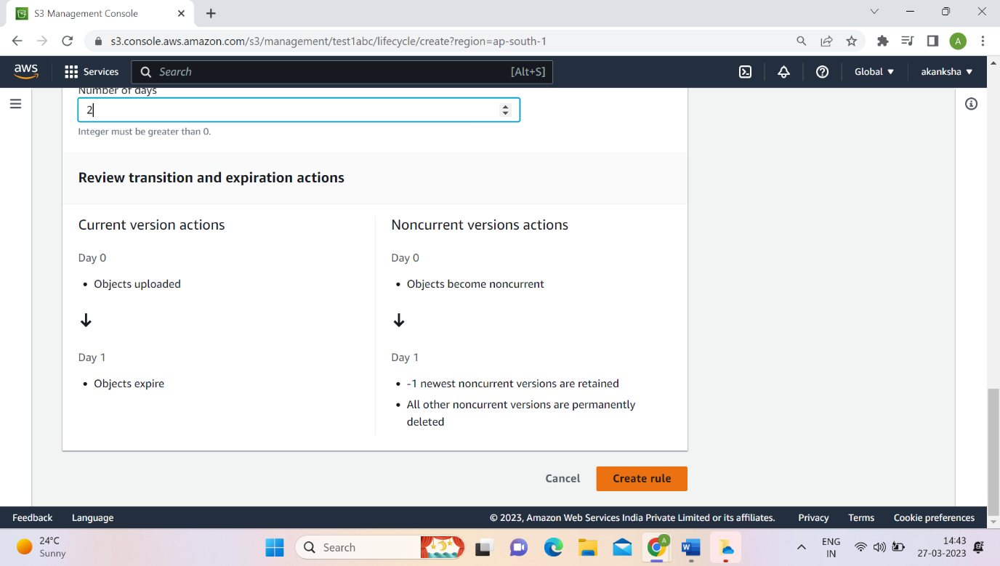 S3 Management Console
s3.console.aws.amazon.com/s3/management/test1abc/lifecycle/create?region=ap-south-1
A
aws
Services
Search
[Alt+S]
Global
akanksha
Number of days
2
Integer must be greater than 0.
Review transition and expiration actions
Current version actions
Day 0
• Objects uploaded
Day 1
• Objects expire
Noncurrent versions actions
Day 0
• Objects become noncurrent
Day 1
• -1 newest noncurrent versions are retained
• All other noncurrent versions are permanently
deleted
Cancel
Create rule
Feedback
Language
© 2023, Amazon Web Services India Private Limited or its affiliates.
Privacy
Terms
Cookie preferences
24°C
Sunny
Search
A
ENG
IN
14:43
27-03-2023